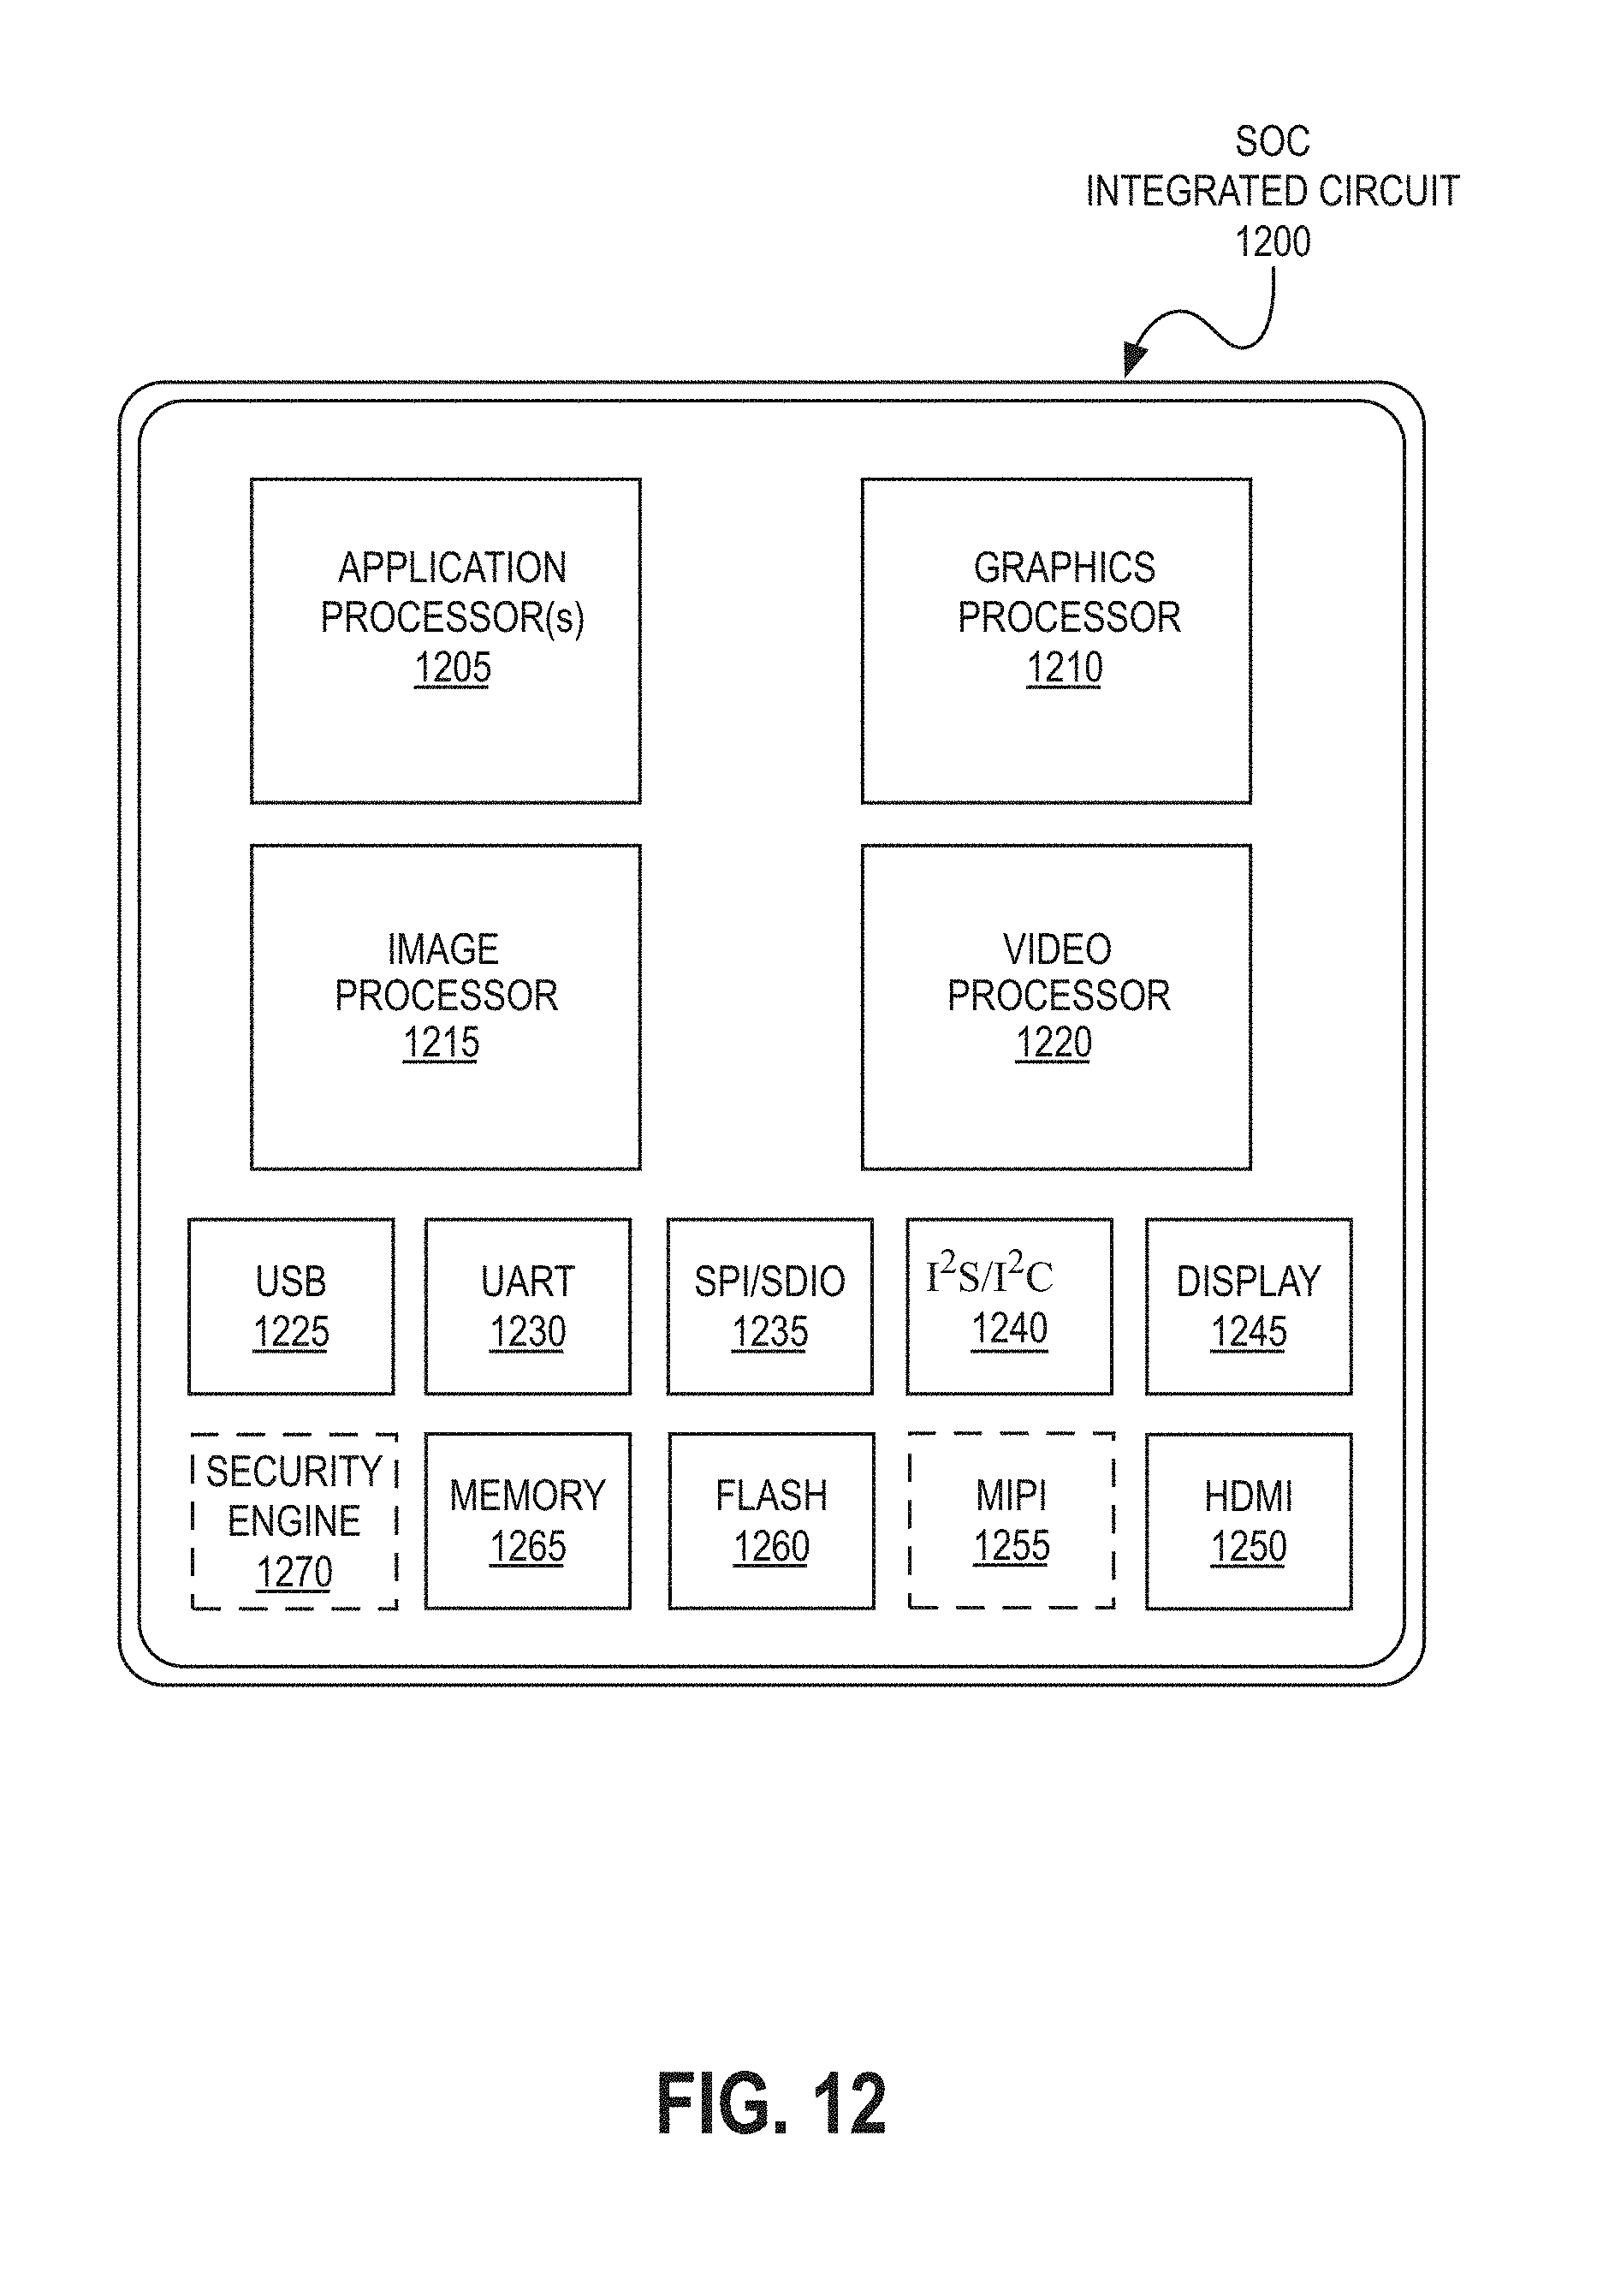 SOC
INTEGRATED CIRCUIT
1200
APPLICATION
PROCESSOR(s)
1205
GRAPHICS
PROCESSOR
1210
IMAGE
PROCESSOR
1215
VIDEO
PROCESSOR
1220
USB
1225
UART
1230
SPI/SDIO
1235
I²S/I²C
1240
DISPLAY
1245
SECURITY
ENGINE
1270
MEMORY
1265
FLASH
1260
MIPI
1255
HDMI
1250
FIG. 12